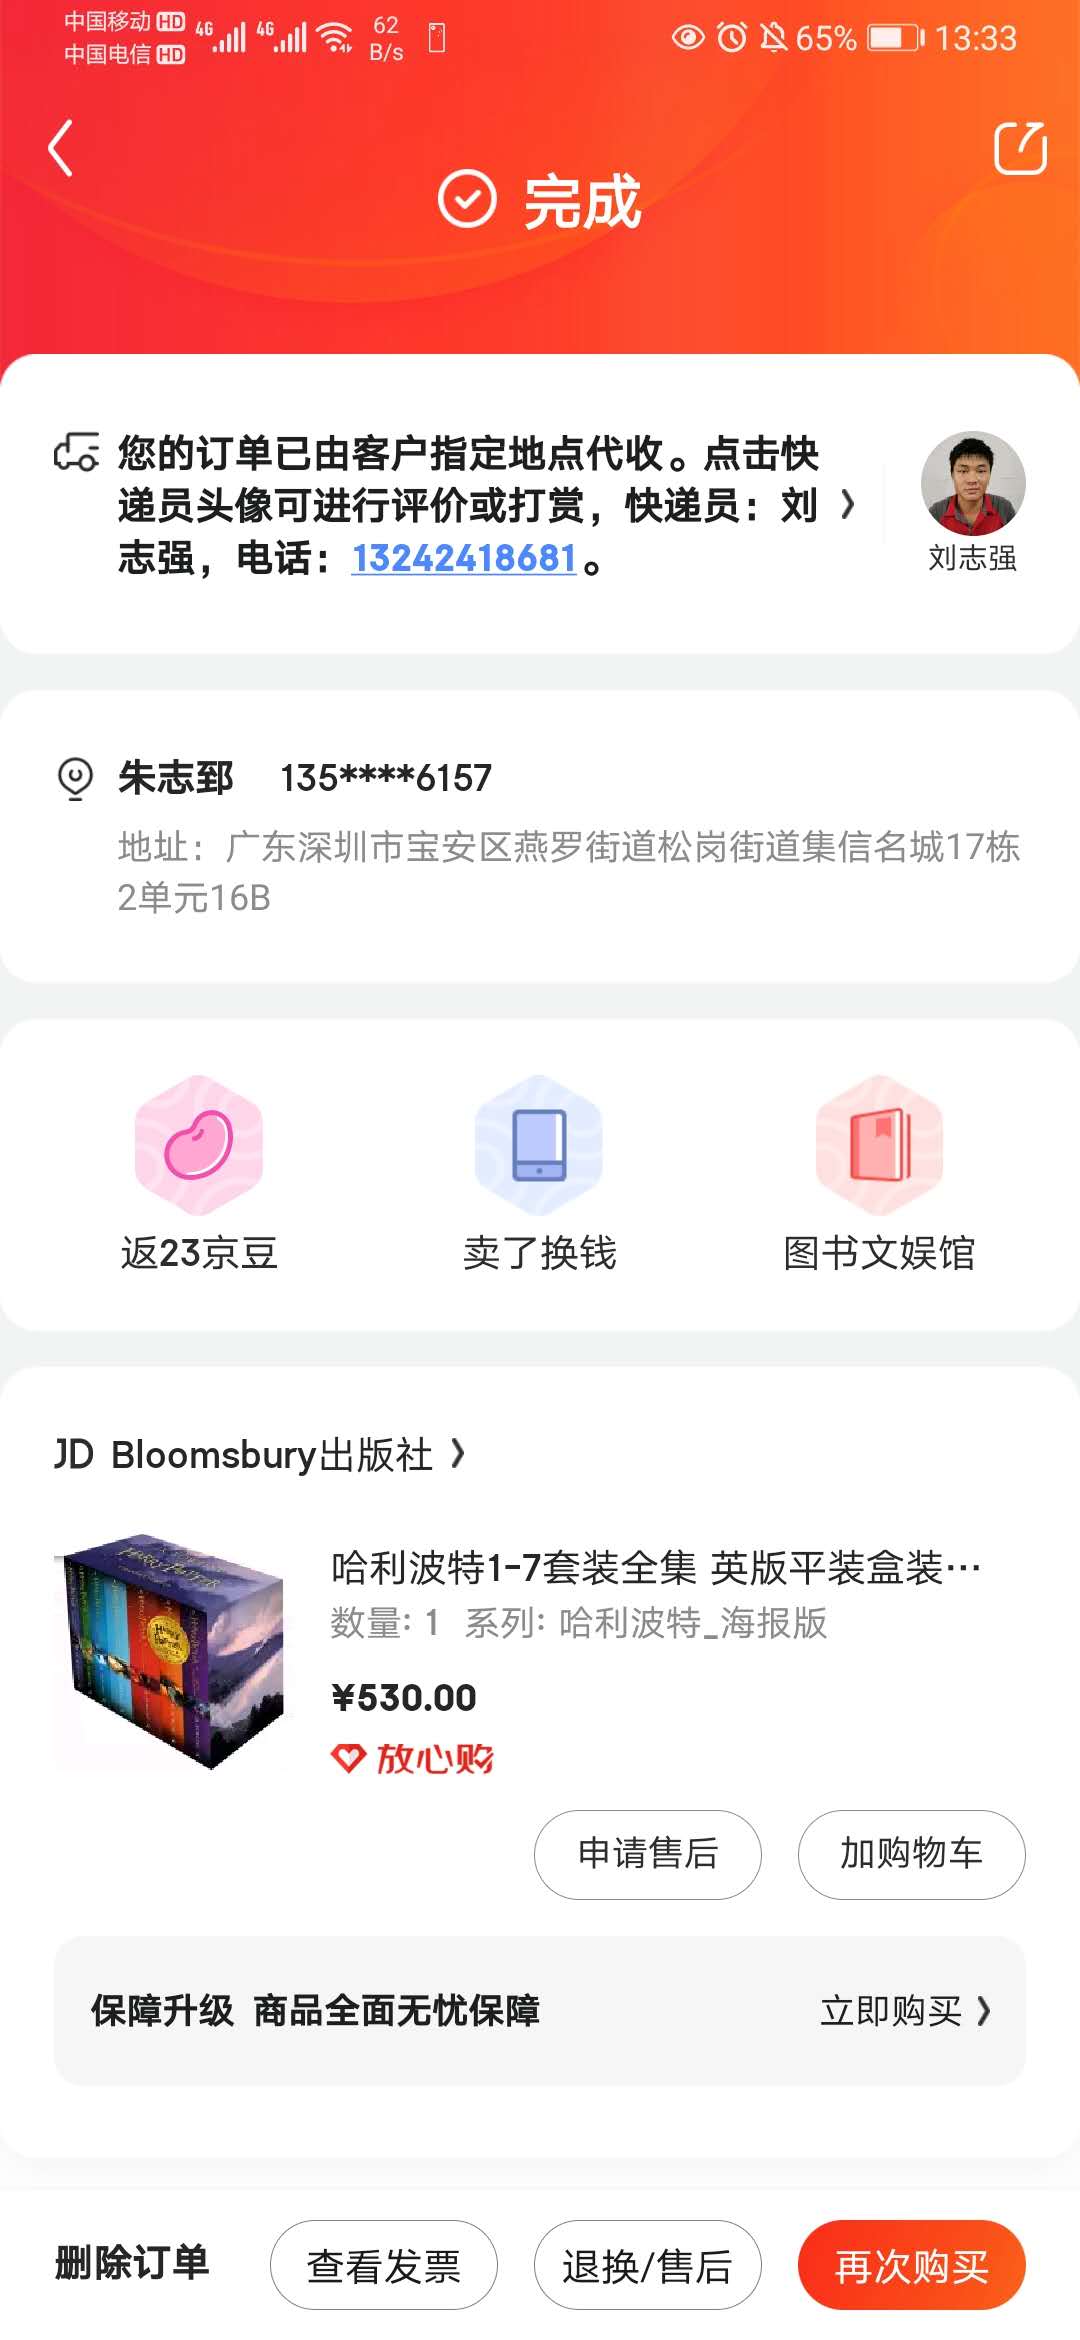 中国移动 HD 4G 4G 62 65% 13:33
中国电信 HD B/s
完成
您的订单已由客户指定地点代收。点击快
递员头像可进行评价或打赏，快递员：刘
志强，电话：13242418681。
刘志强
朱志郅 135****6157
地址：广东深圳市宝安区燕罗街道松岗街道集信名城17栋
2单元16B
返23京豆
卖了换钱
图书文娱馆
JD Bloomsbury出版社
HARRY POTTER
哈利波特1-7套装全集 英版平装盒装…
数量: 1 系列: 哈利波特_海报版
¥530.00
放心购
申请售后
加购物车
保障升级 商品全面无忧保障
立即购买
删除订单
查看发票
退换/售后
再次购买